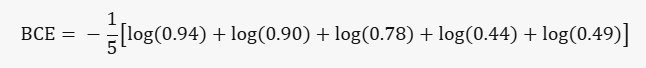 BCE = − 1/5 [log(0.94) + log(0.90) + log(0.78) + log(0.44) + log(0.49)]